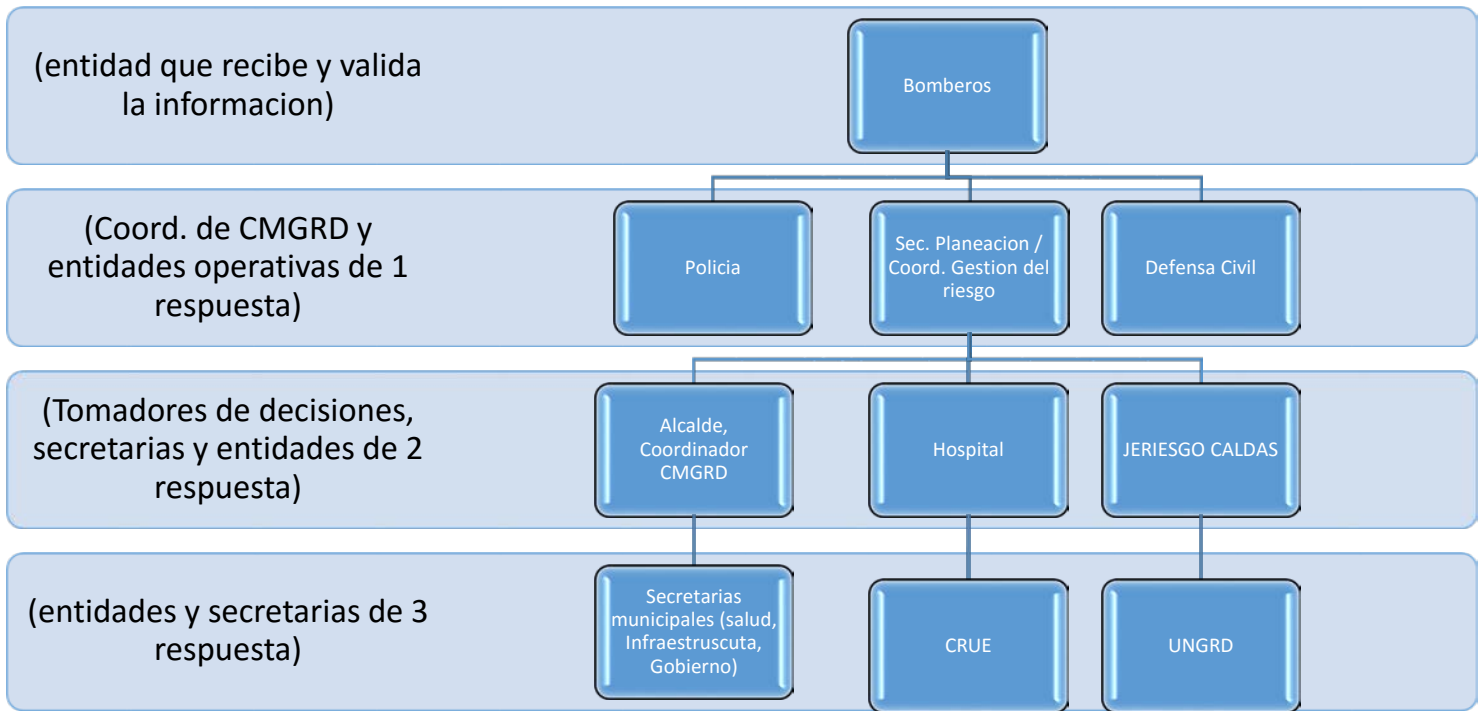 (entidad que recibe y valida
la informacion)
Bomberos
(Coord. de CMGRD y
entidades operativas de 1
respuesta)
Policia
Sec. Planeacion /
Coord. Gestion del
riesgo
Defensa Civil
(Tomadores de decisiones,
secretarias y entidades de 2
respuesta)
Alcalde,
Coordinador
CMGRD
Hospital
JERIESGO CALDAS
(entidades y secretarias de 3
respuesta)
Secretarias
municipales (salud,
Infraestruscuta,
Gobierno)
CRUE
UNGRD